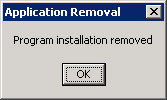 Application Removal
Program installation removed
OK